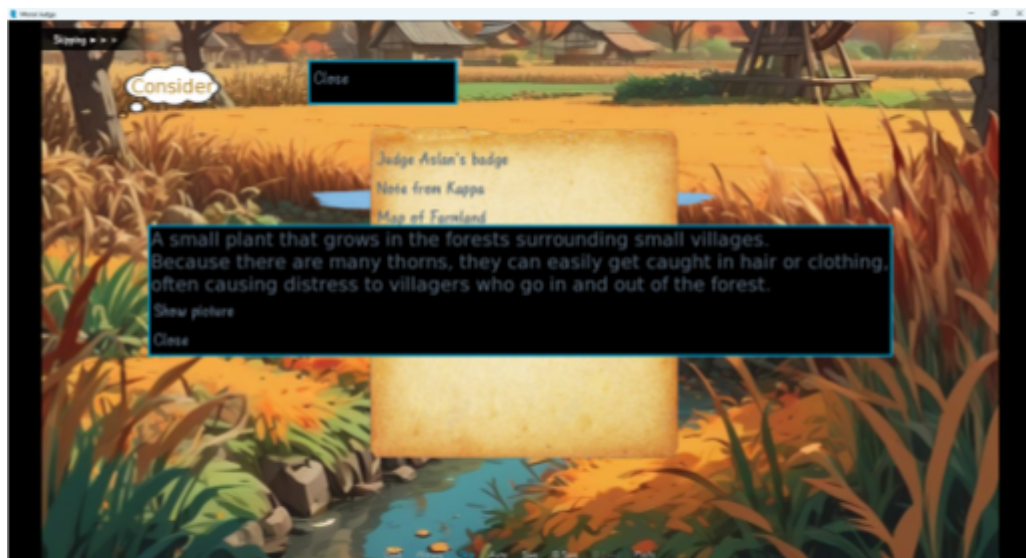 Skipping
Consider
Close
Judge Aslan's badge
Note from Kappa
Map of Farmland
A small plant that grows in the forests surrounding small villages.
Because there are many thorns, they can easily get caught in hair or clothing,
often causing distress to villagers who go in and out of the forest.
Show picture
Close